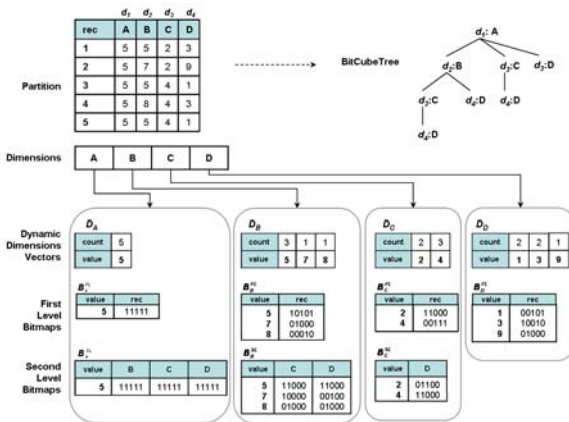 d1 d2 d3 d4
rec A B C D
1 5 5 2 3
2 5 7 2 9
3 5 5 4 1
4 5 8 4 3
5 5 5 4 1
Partition
BitCubeTree
d1: A
d2:B d3:C d3:D
d3:C d4:D d4:D
d4:D
Dimensions A B C D
Dynamic Dimensions Vectors
DA
count 5
value 5
DB
count 3 1 1
value 5 7 8
DC
count 2 3
value 2 4
DD
count 2 2 1
value 1 3 9
First Level Bitmaps
value rec
5 11111
value rec
5 10101
7 01000
8 00010
value rec
2 11000
4 00111
value rec
1 00101
3 10010
9 01000
Second Level Bitmaps
value B C D
5 11111 11111 11111
value C D
5 11000 11000
7 10000 00100
8 01000 01000
value D
2 01100
4 11000